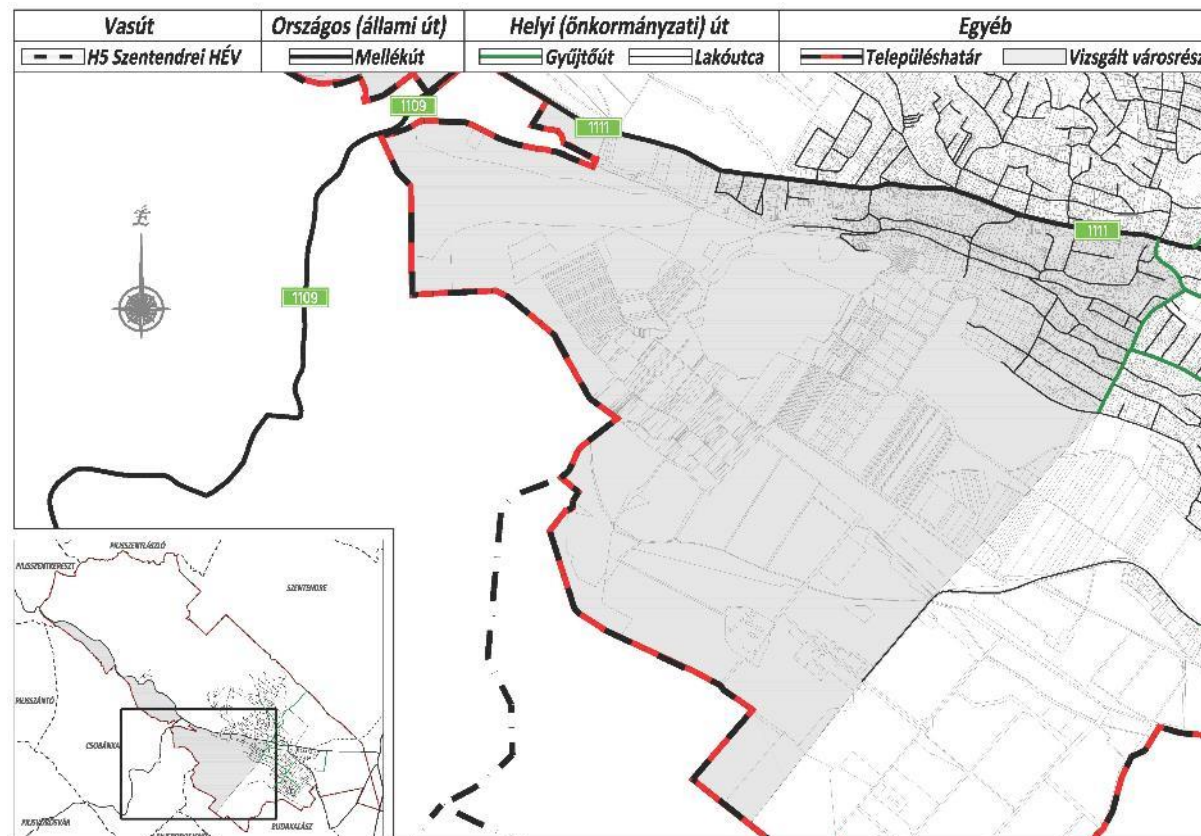 Vasút
Országos (állami út)
Helyi (önkormányzati) út
Egyéb
H5 Szentendrei HÉV
Mellékút
Gyűjtőút
Lakóutca
Településhatár
Vizsgált városrész
1109
1111
É
1111
1109
PILISSZENTLÁSZLÓ
PILISSZENTKERESZT
SZENTENDRE
PILISSZÁNTÓ
CSOBÁNKA
BUDAKALÁSZ